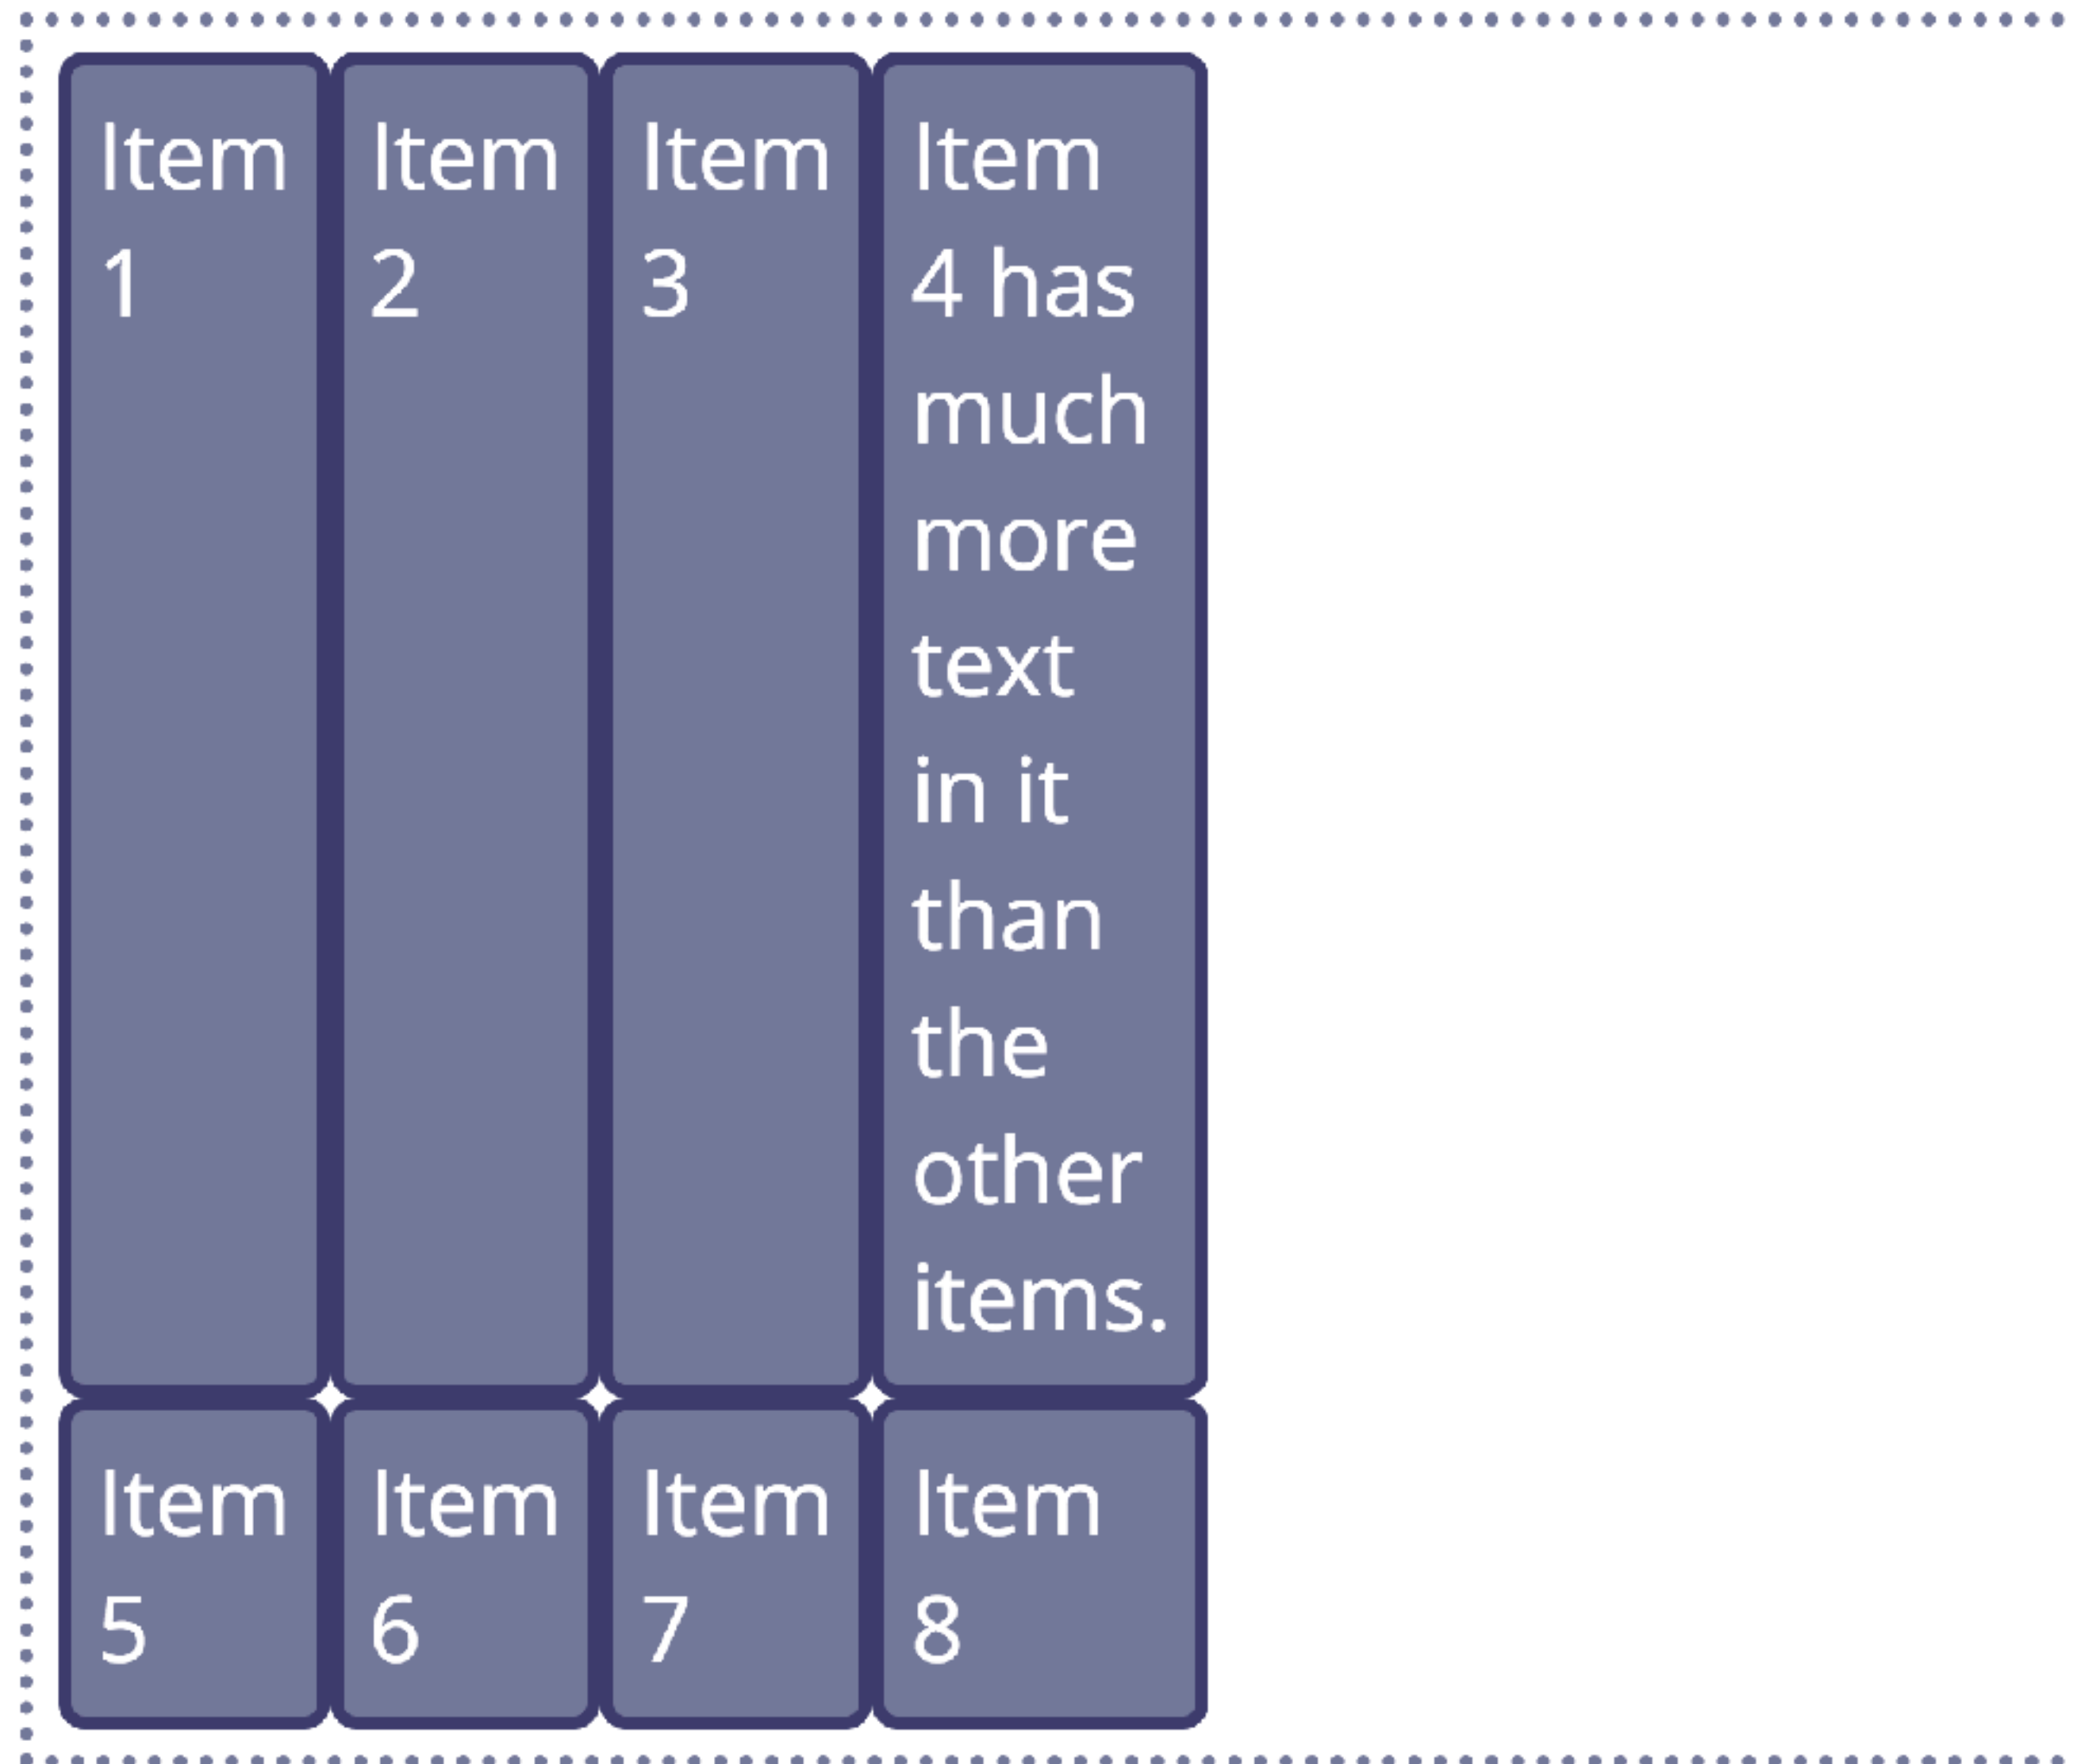 Item
1
Item
2
Item
3
Item
4 has
much
more
text
in it
than
the
other
items.
Item
5
Item
6
Item
7
Item
8